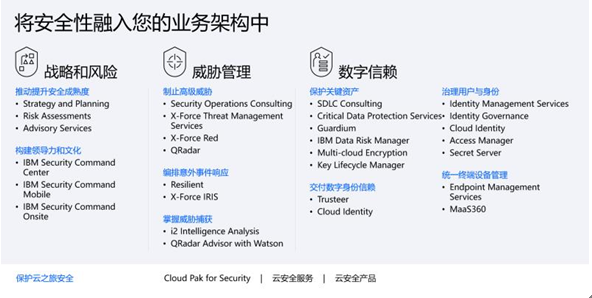 将安全性融入您的业务架构中
战略和风险
推动提升安全成熟度
• Strategy and Planning
• Risk Assessments
• Advisory Services
构建领导力和文化
• IBM Security Command
Center
• IBM Security Command
Mobile
• IBM Security Command
Onsite
威胁管理
制止高级威胁
• Security Operations Consulting
• X-Force Threat Management
Services
• X-Force Red
• QRadar
编排意外事件响应
• Resilient
• X-Force IRIS
掌握威胁捕获
• i2 Intelligence Analysis
• QRadar Advisor with Watson
数字信赖
保护关键资产
• SDLC Consulting
• Critical Data Protection Services
• Guardium
• IBM Data Risk Manager
• Multi-cloud Encryption
• Key Lifecycle Manager
交付数字身份信赖
• Trusteer
• Cloud Identity
治理用户与身份
• Identity Management Services
• Identity Governance
• Cloud Identity
• Access Manager
• Secret Server
统一终端设备管理
• Endpoint Management
Services
• MaaS360
保护云之旅安全
Cloud Pak for Security | 云安全服务 | 云安全产品